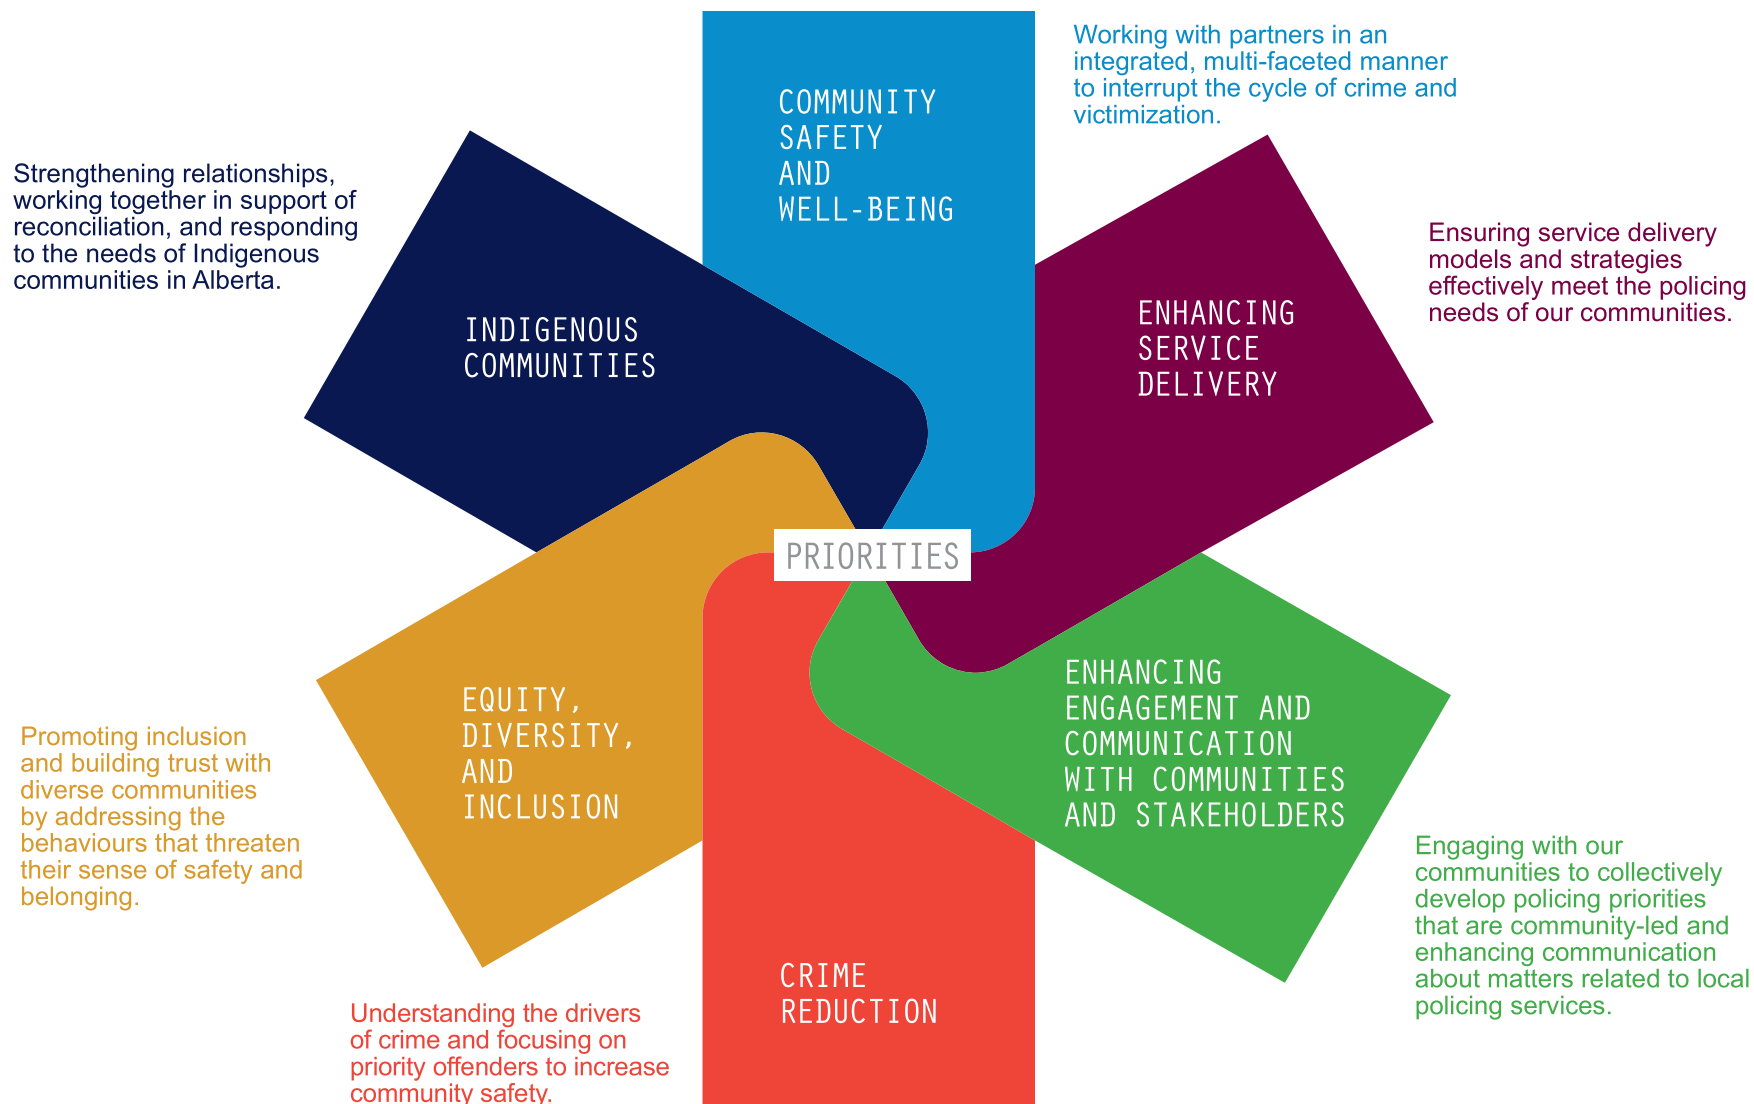 COMMUNITY
SAFETY
AND
WELL-BEING
Working with partners in an
integrated, multi-faceted manner
to interrupt the cycle of crime and
victimization.
ENHANCING
SERVICE
DELIVERY
Ensuring service delivery
models and strategies
effectively meet the policing
needs of our communities.
ENHANCING
ENGAGEMENT AND
COMMUNICATION
WITH COMMUNITIES
AND STAKEHOLDERS
Engaging with our
communities to collectively
develop policing priorities
that are community-led and
enhancing communication
about matters related to local
policing services.
CRIME
REDUCTION
Understanding the drivers
of crime and focusing on
priority offenders to increase
community safety.
EQUITY,
DIVERSITY,
AND
INCLUSION
Promoting inclusion
and building trust with
diverse communities
by addressing the
behaviours that threaten
their sense of safety and
belonging.
INDIGENOUS
COMMUNITIES
Strengthening relationships,
working together in support of
reconciliation, and responding
to the needs of Indigenous
communities in Alberta.
PRIORITIES